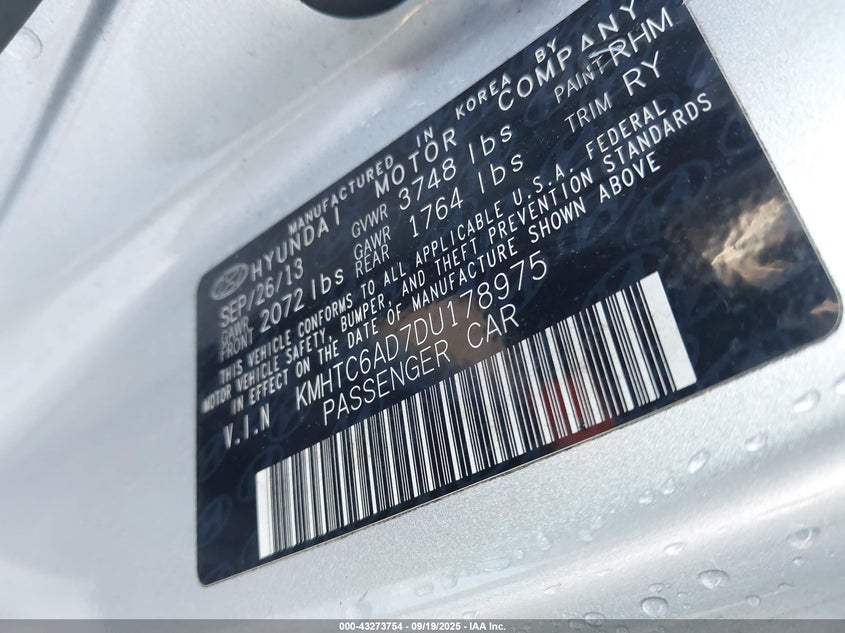 MANUFACTURED IN KOREA BY
HYUNDAI MOTOR COMPANY
SEP/26/13 GVWR 3748 lbs PAINT RHM
GAWR FRONT 2072 lbs GAWR REAR 1764 lbs TRIM RY
THIS VEHICLE CONFORMS TO ALL APPLICABLE U.S.A. FEDERAL
MOTOR VEHICLE SAFETY, BUMPER, AND THEFT PREVENTION STANDARDS
IN EFFECT ON THE DATE OF MANUFACTURE SHOWN ABOVE
V.I.N KMHTC6AD7DU178975
PASSENGER CAR
000-43273754 - 09/19/2025 - IAA Inc.